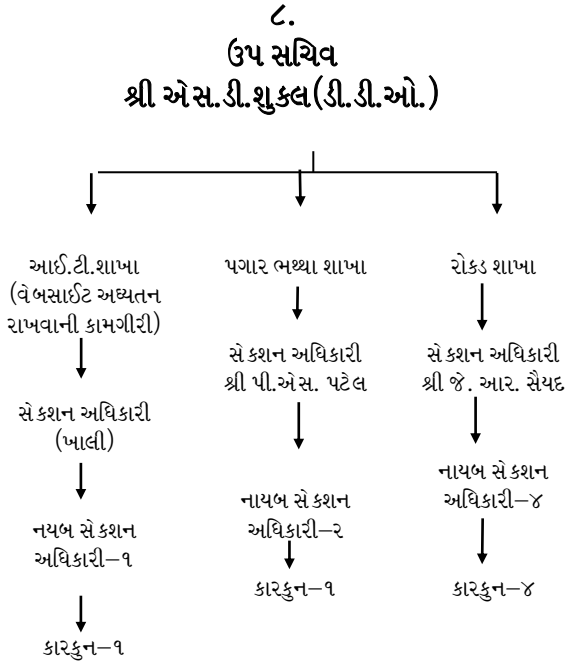 ૮.
ઉપ સચિવ
શ્રી એસ.ડી.શુકલ(ડી.ડી.ઓ.)
આઈ.ટી.શાખા
(વેબસાઈટ અધ્યતન
રાખવાની કામગીરી)
સેકશન અધિકારી
(ખાલી)
નયબ સેકશન
અધિકારી–૧
કારકુન–૧
પગાર ભથ્થા શાખા
સેકશન અધિકારી
શ્રી પી.એસ. પટેલ
નાયબ સેકશન
અધિકારી–૨
કારકુન–૧
રોકડ શાખા
સેકશન અધિકારી
શ્રી જે. આર. સૈયદ
નાયબ સેકશન
અધિકારી–૪
કારકુન–૪